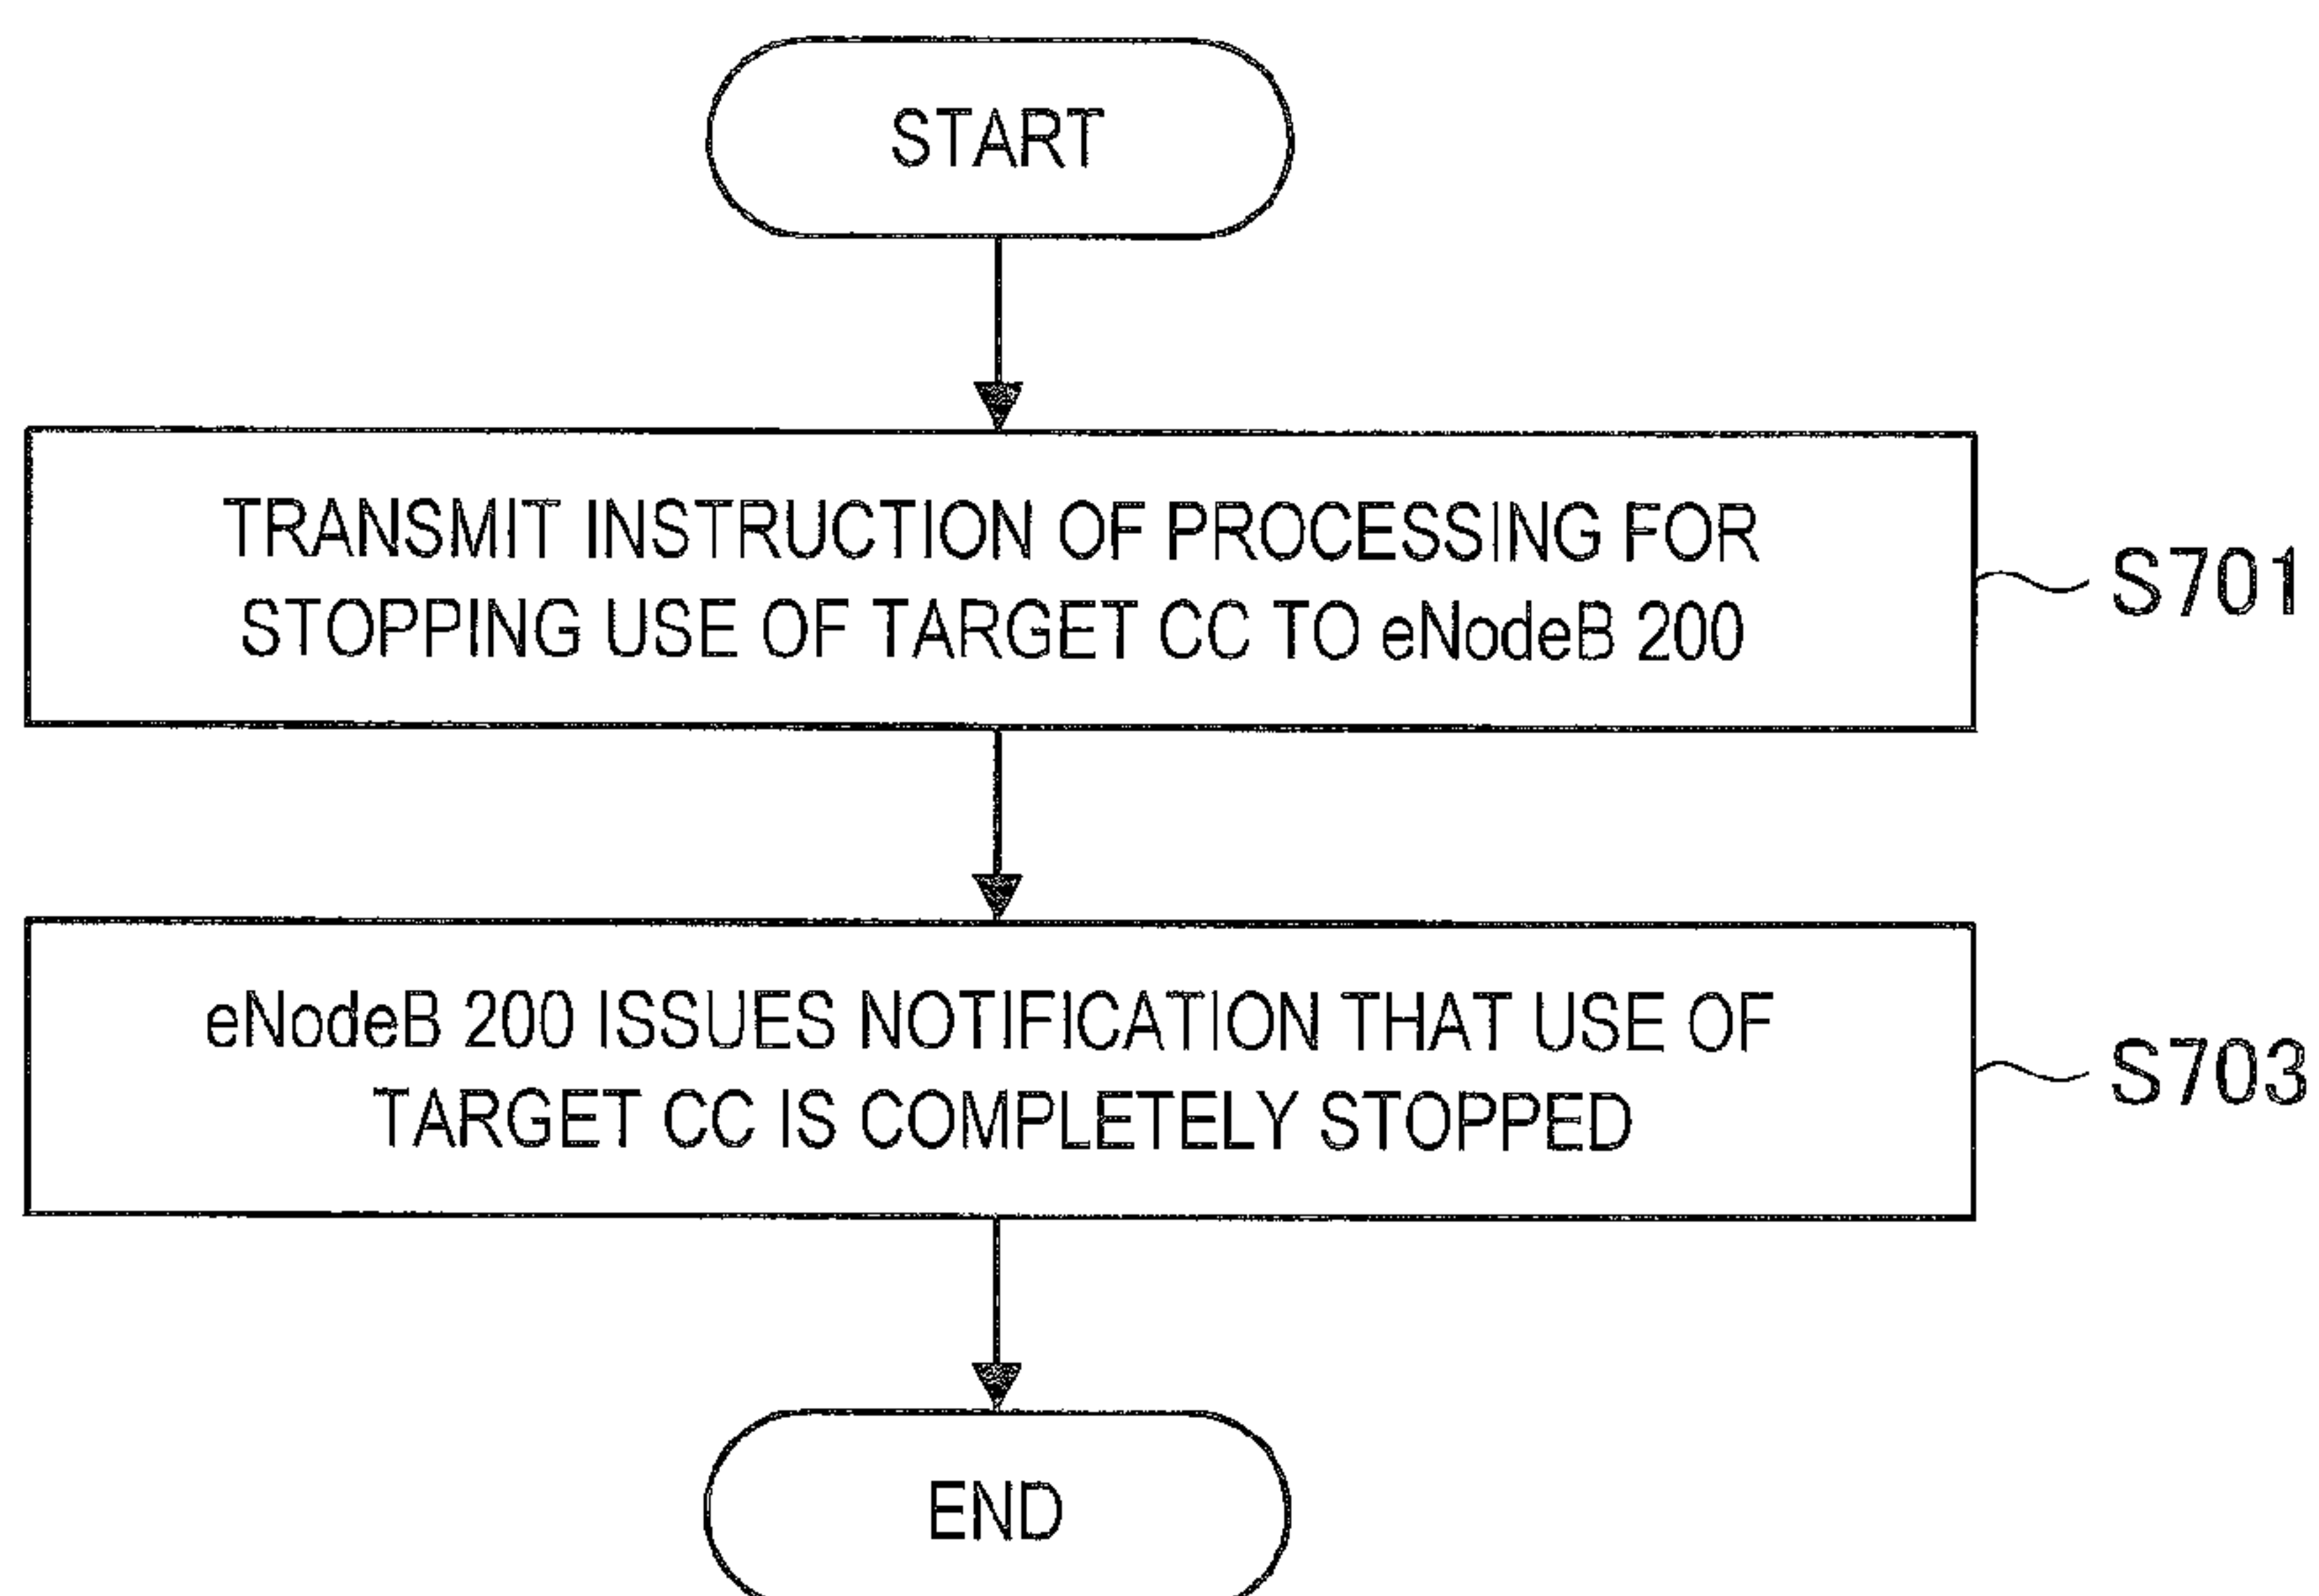 START
TRANSMIT INSTRUCTION OF PROCESSING FOR
STOPPING USE OF TARGET CC TO eNodeB 200
S701
eNodeB 200 ISSUES NOTIFICATION THAT USE OF
TARGET CC IS COMPLETELY STOPPED
S703
END